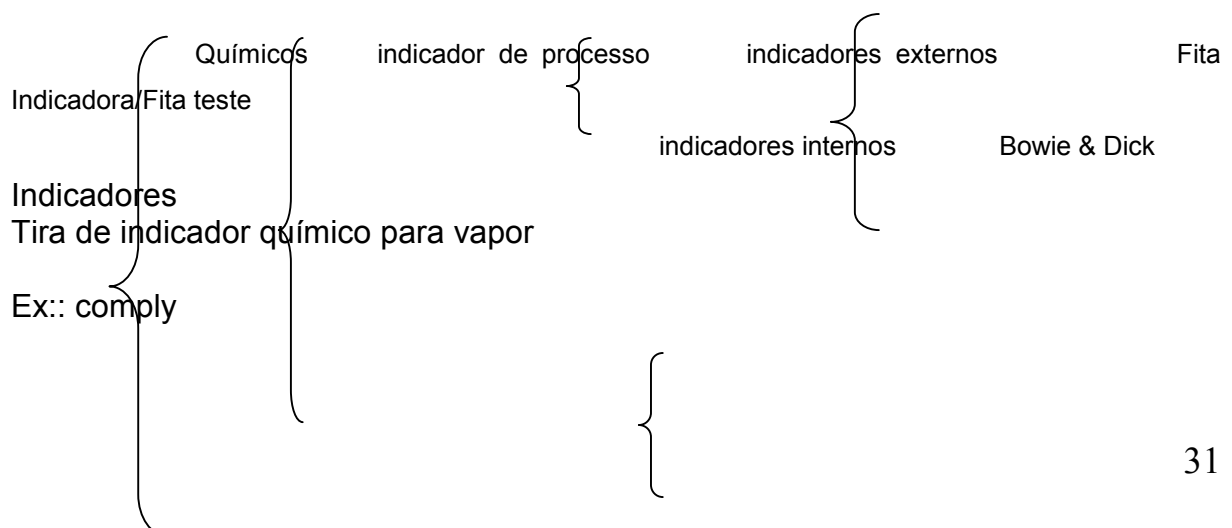 Químicos indicador de processo indicadores externos Fita
Indicadora/Fita teste
indicadores internos Bowie & Dick
Indicadores
Tira de indicador químico para vapor
Ex:: comply
31